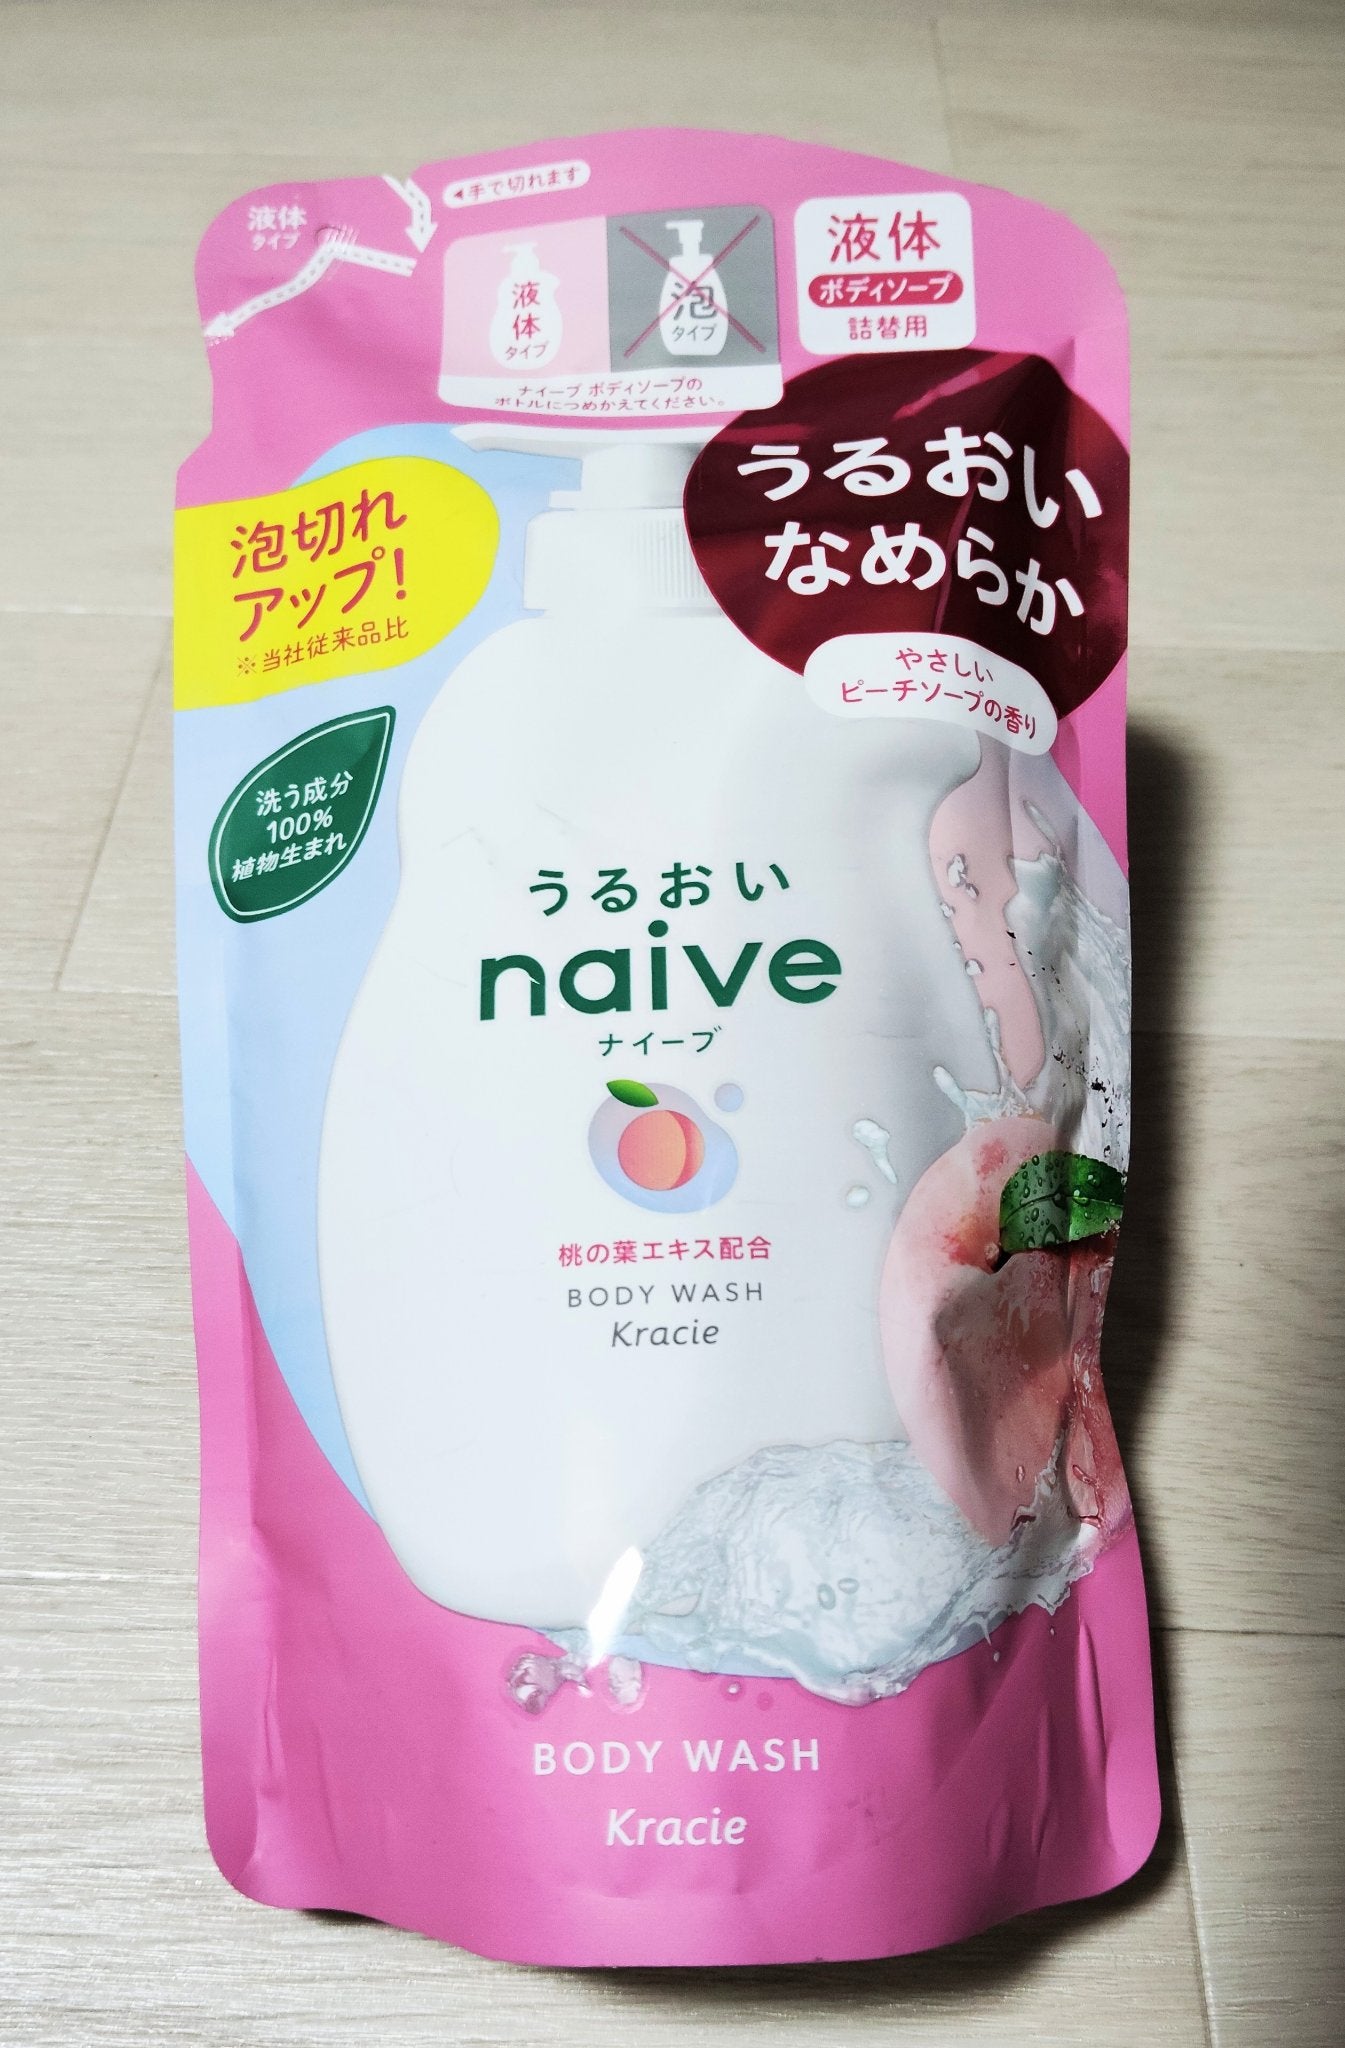 液体
タイプ
◀手で切れます
液
体
タイプ
泡
タイプ
ナイーブ ボディソープの
ボトルにつめかえてください。
液体
ボディソープ
詰替用
うるおい
なめらか
やさしい
ピーチソープの香り
泡切れ
アップ!
※当社従来品比
洗う成分
100%
植物生まれ
うるおい
naive
ナイーブ
桃の葉エキス配合
BODY WASH
Kracie
BODY WASH
Kracie